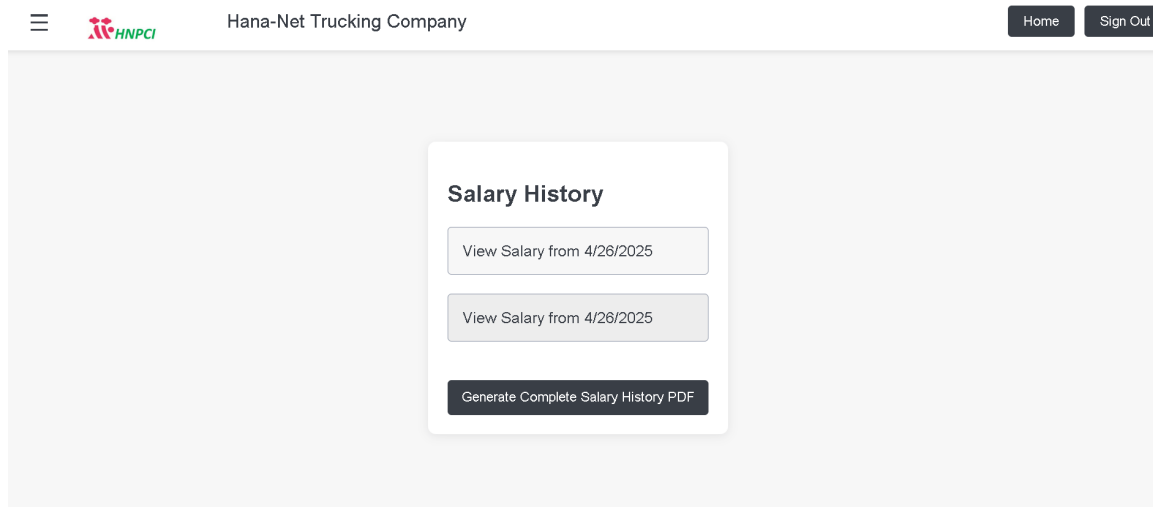 HNPCI
Hana-Net Trucking Company
Home
Sign Out
Salary History
View Salary from 4/26/2025
View Salary from 4/26/2025
Generate Complete Salary History PDF